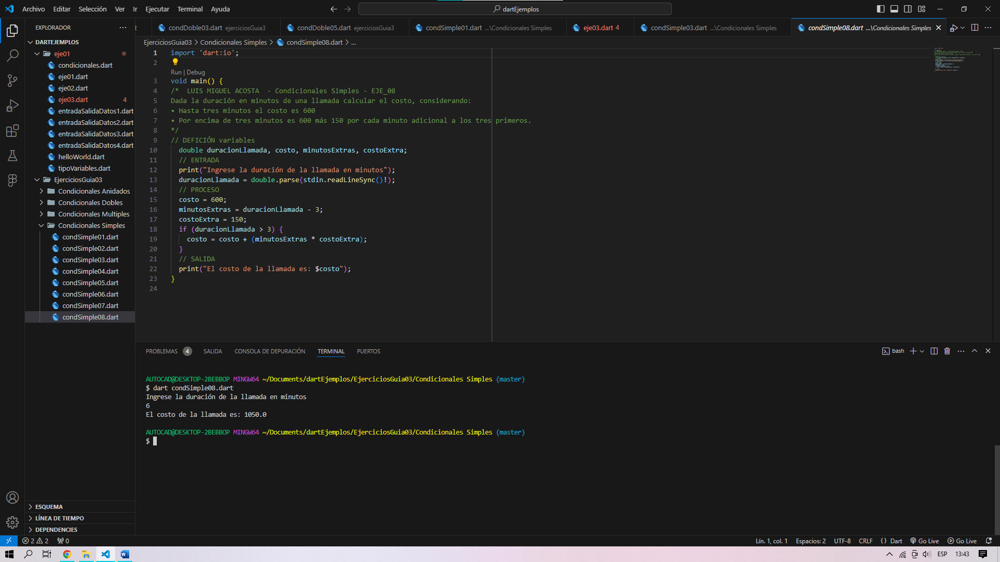 Archivo Editar Selección Ver Ir Ejecutar Terminal Ayuda
dartEjemplos
EXPLORADOR
DARTEJEMPLOS
eje01
condicionales.dart
eje01.dart
eje02.dart
eje03.dart 4
entradaSalidaDatos1.dart
entradaSalidaDatos2.dart
entradaSalidaDatos3.dart
entradaSalidaDatos4.dart
helloWorld.dart
tipoVariables.dart
EjerciciosGuia03
Condicionales Anidados
Condicionales Dobles
Condicionales Multiples
Condicionales Simples
condSimple01.dart
condSimple02.dart
condSimple03.dart
condSimple04.dart
condSimple05.dart
condSimple06.dart
condSimple07.dart
condSimple08.dart
ESQUEMA
LÍNEA DE TIEMPO
DEPENDENCIES
t condDoble03.dart ejerciciosGuia3 condDoble05.dart ejerciciosGuia3 condSimple01.dart ...\Condicionales Simples eje03.dart 4 condSimple03.dart ...\Condicionales Simples condSimple08.dart ...\Condicionales Simples
EjerciciosGuia03 > Condicionales Simples > condSimple08.dart > ...
1 import 'dart:io';
2
Run | Debug
3 void main() {
4 /*  LUIS MIGUEL ACOSTA  - Condicionales Simples - EJE_08
5 Dada la duración en minutos de una llamada calcular el costo, considerando:
6 • Hasta tres minutos el costo es 600
7 • Por encima de tres minutos es 600 más 150 por cada minuto adicional a los tres primeros.
8 */
9 // DEFICIÓN variables
10 double duracionLlamada, costo, minutosExtras, costoExtra;
11 // ENTRADA
12 print("Ingrese la duración de la llamada en minutos");
13 duracionLlamada = double.parse(stdin.readLineSync()!);
14 // PROCESO
15 costo = 600;
16 minutosExtras = duracionLlamada - 3;
17 costoExtra = 150;
18 if (duracionLlamada > 3) {
19 costo = costo + (minutosExtras * costoExtra);
20 }
21 // SALIDA
22 print("El costo de la llamada es: $costo");
23 }
24
PROBLEMAS 4 SALIDA CONSOLA DE DEPURACIÓN TERMINAL PUERTOS
bash
AUTOCAD@DESKTOP-2BEBBOP MINGW64 ~/Documents/dartEjemplos/EjerciciosGuia03/Condicionales Simples (master)
$ dart condSimple08.dart
Ingrese la duración de la llamada en minutos
6
El costo de la llamada es: 1050.0
AUTOCAD@DESKTOP-2BEBBOP MINGW64 ~/Documents/dartEjemplos/EjerciciosGuia03/Condicionales Simples (master)
$
2 2 0
Lín. 1, col. 1 Espacios: 2 UTF-8 CRLF {} Dart Go Live Go Live
ESP 13:43